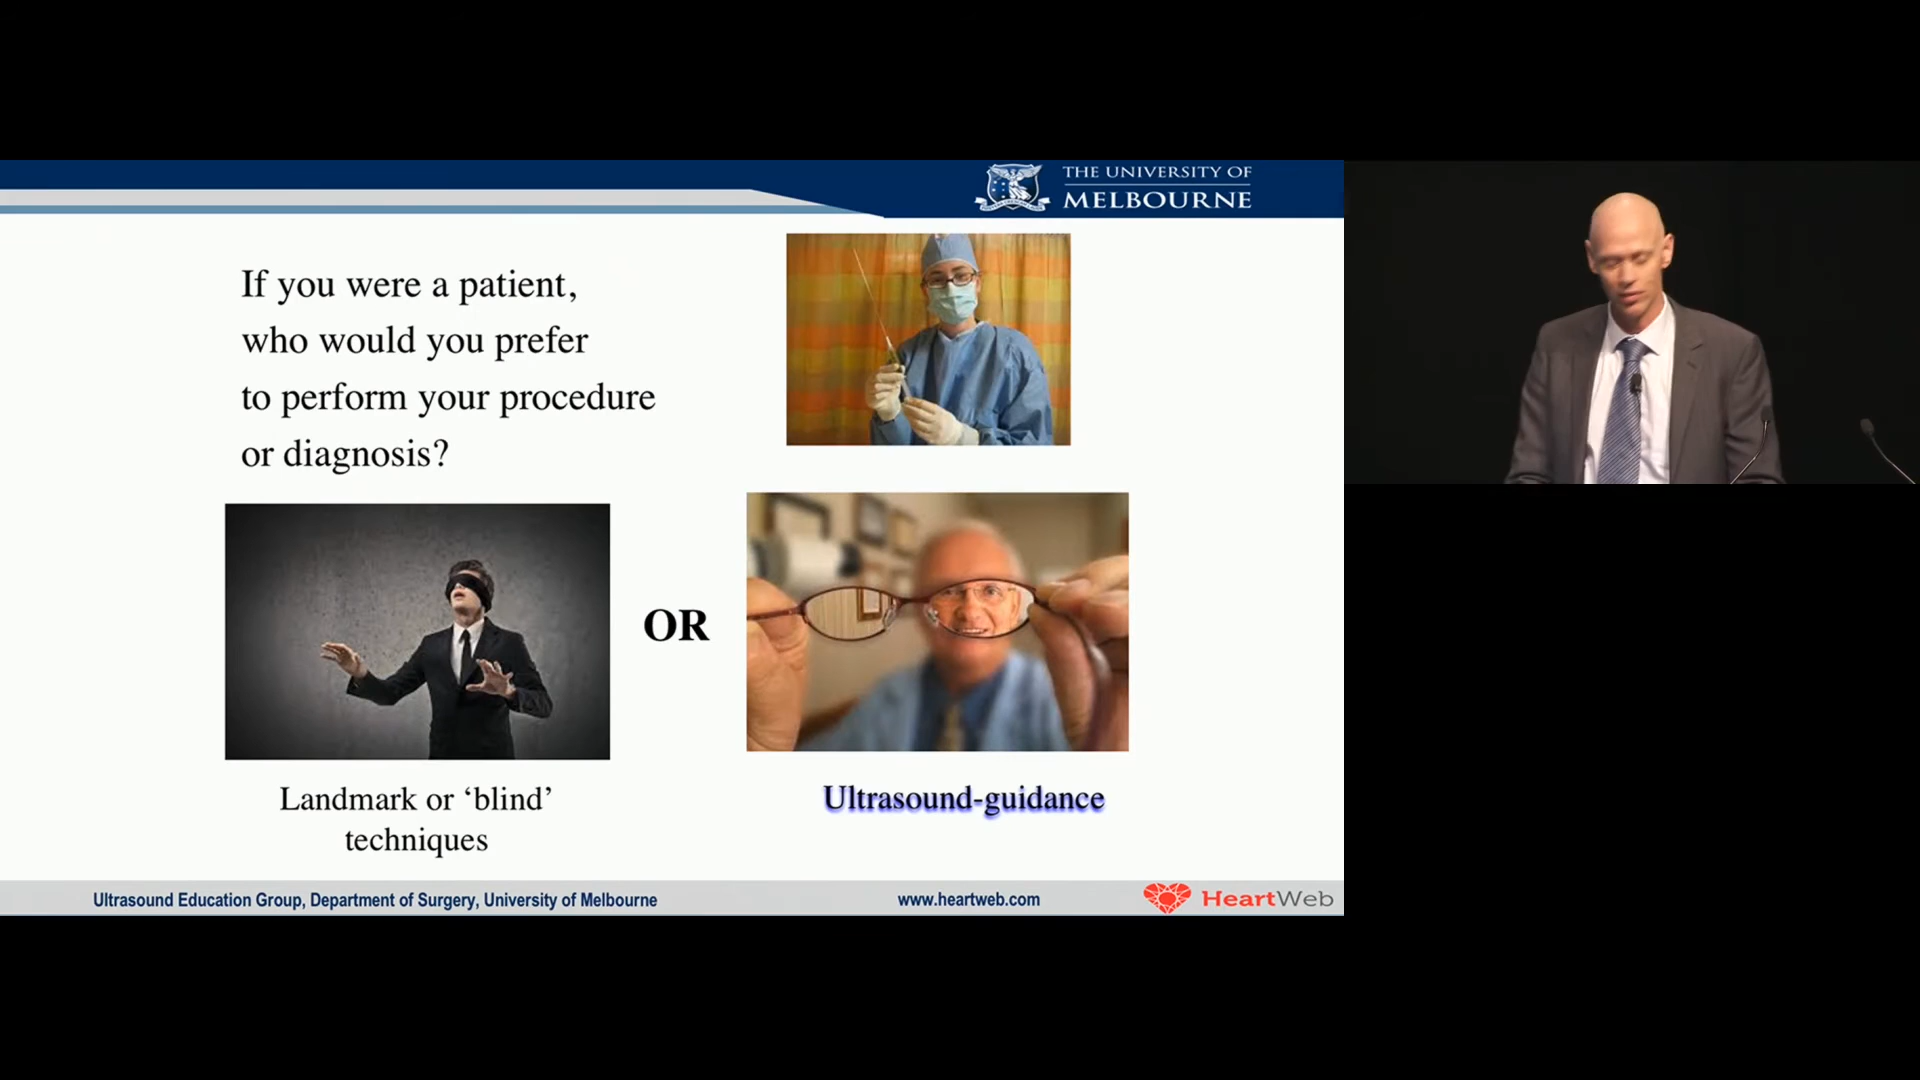 THE UNIVERSITY OF
MELBOURNE
If you were a patient,
who would you prefer
to perform your procedure
or diagnosis?
OR
Landmark or ‘blind’
techniques
Ultrasound-guidance
Ultrasound Education Group, Department of Surgery, University of Melbourne
www.heartweb.com
HeartWeb